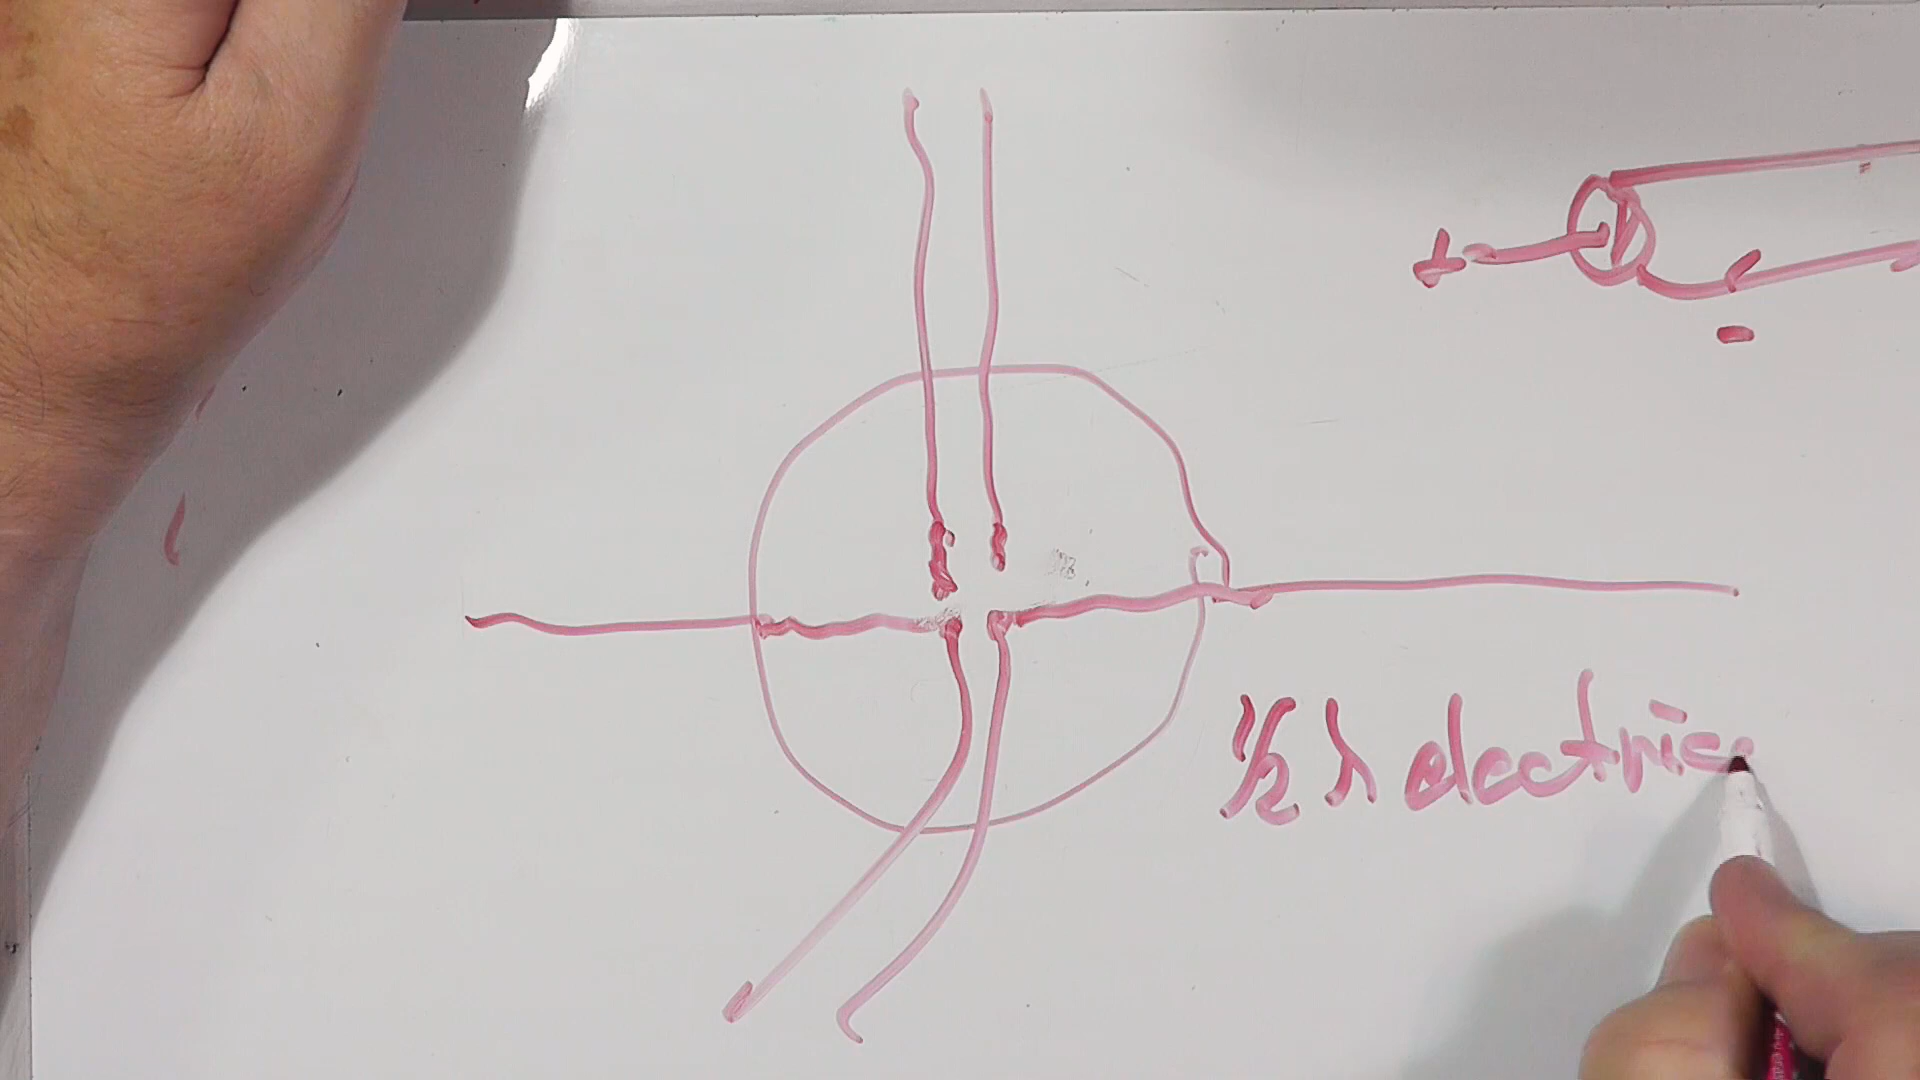 +
-
1/2 λ electric